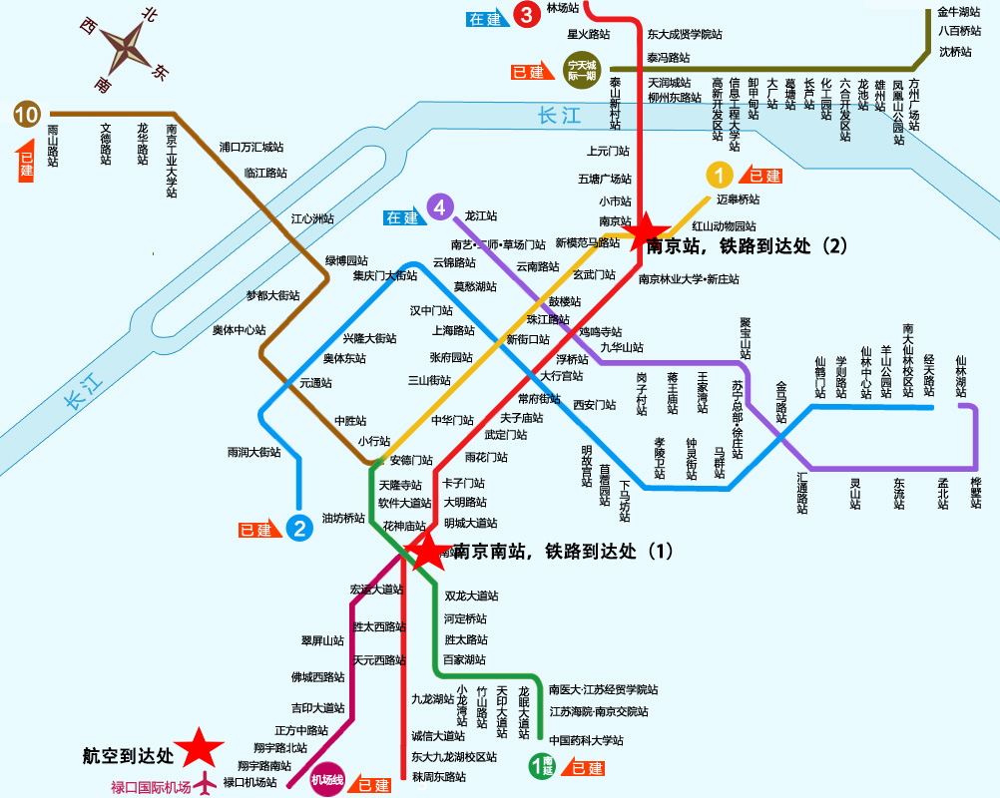 北
西
东
南
在建
3
林场站
星火路站
东大成贤学院站
泰冯路站
天润城站
柳州东路站
已建
宁天城
际一期
泰山新村站
金牛湖站
八百桥站
沈桥站
高新开发区站
信息工程大学站
卸甲甸站
大厂站
葛塘站
长芦站
化工园站
六合开发区站
龙池站
雄州站
凤凰山公园站
方州广场站
长江
10
已建
雨山路站
文德路站
龙华路站
南京工业大学站
浦口万汇城站
临江路站
江心洲站
绿博园站
梦都大街站
奥体中心站
上元门站
五塘广场站
小市站
南京站
1
已建
迈皋桥站
红山动物园站
南京站，铁路到达处（2）
新模范马路站
南京林业大学·新庄站
在建
4
龙江站
草场门站
云锦路站
云南路站
玄武门站
集庆门大街站
莫愁湖站
鼓楼站
汉中门站
珠江路站
上海路站
新街口站
鸡鸣寺站
九华山站
兴隆大街站
奥体东站
张府园站
浮桥站
三山街站
大行宫站
元通站
常府街站
西安门站
中胜站
中华门站
夫子庙站
武定门站
小行站
雨润大街站
安德门站
雨花门站
长江
聚宝山站
岗子村站
蒋王庙站
王家湾站
苏宁总部·徐庄站
金马路站
仙鹤门站
学则路站
仙林中心站
羊山公园站
南大仙林校区站
经天路站
仙林湖站
明故宫站
苜蓿园站
下马坊站
孝陵卫站
钟灵街站
马群站
汇通路站
灵山站
东流站
孟北站
桦墅站
已建
2
天隆寺站
卡子门站
软件大道站
大明路站
油坊桥站
花神庙站
明城大道站
南京南站，铁路到达处（1）
宏运大道站
双龙大道站
河定桥站
胜太西路站
胜太路站
翠屏山站
天元西路站
百家湖站
佛城西路站
九龙湖站
小龙湾站
竹山路站
天印大道站
龙眠大道站
南医大·江苏经贸学院站
江苏海院·南京交院站
中国药科大学站
吉印大道站
正方中路站
诚信大道站
翔宇路北站
东大九龙湖校区站
翔宇路南站
秣周东路站
禄口机场站
航空到达处
禄口国际机场
机场线
已建
1
南延
已建